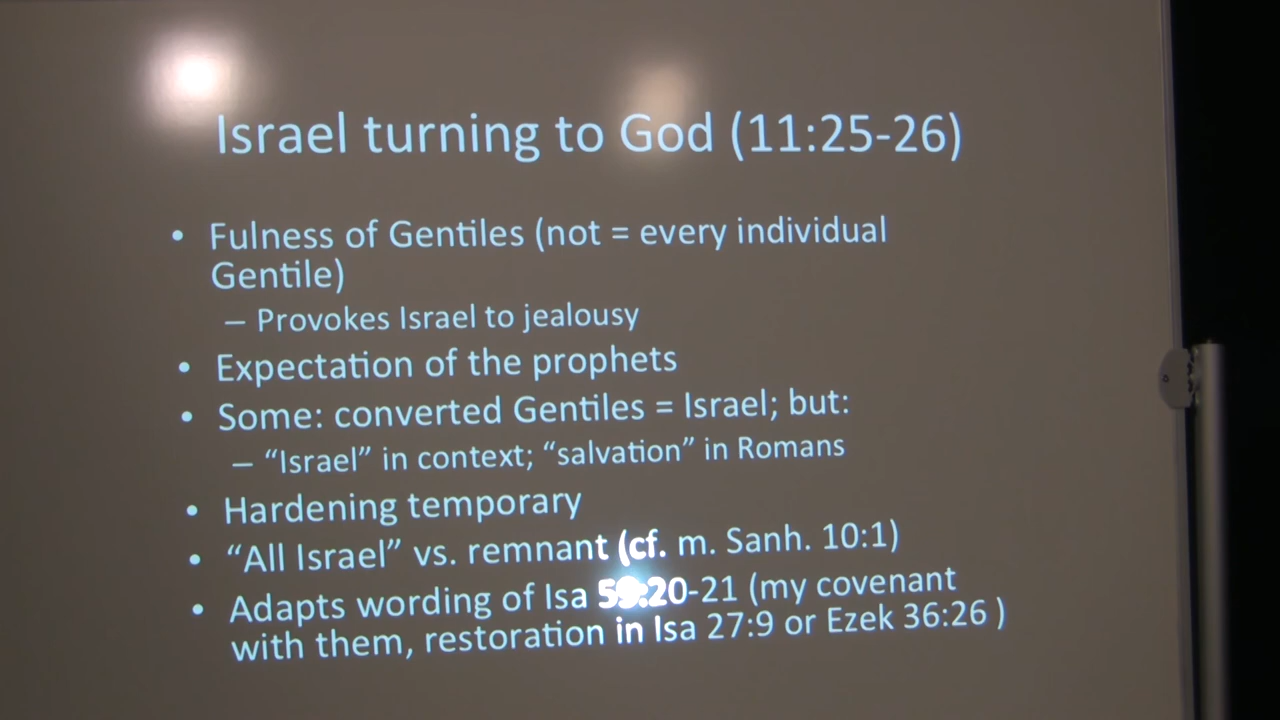 Israel turning to God (11:25-26)
• Fulness of Gentiles (not = every individual
Gentile)
– Provokes Israel to jealousy
• Expectation of the prophets
• Some: converted Gentiles = Israel; but:
– “Israel” in context; “salvation” in Romans
• Hardening temporary
• “All Israel” vs. remnant (cf. m. Sanh. 10:1)
• Adapts wording of Isa 59:20-21 (my covenant
with them, restoration in Isa 27:9 or Ezek 36:26 )